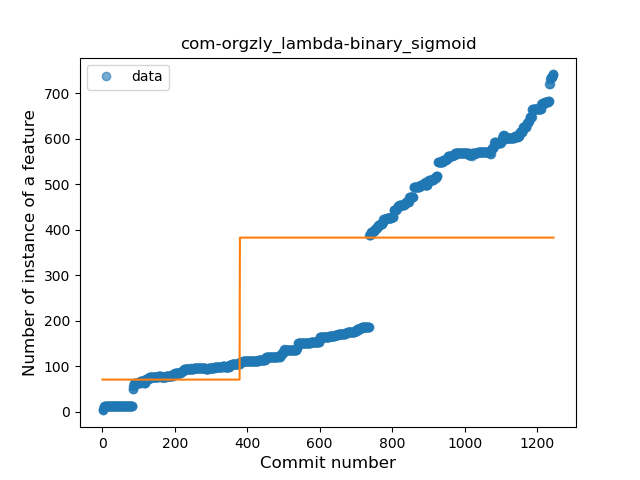 com-orgzly_lambda-binary_sigmoid
data
Number of instance of a feature
700
600
500
400
300
200
100
0
0 200 400 600 800 1000 1200
Commit number